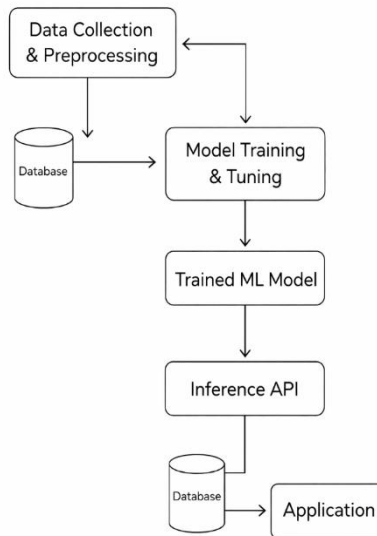 Data Collection
& Preprocessing
Database
Model Training
& Tuning
Trained ML Model
Inference API
Database
Application